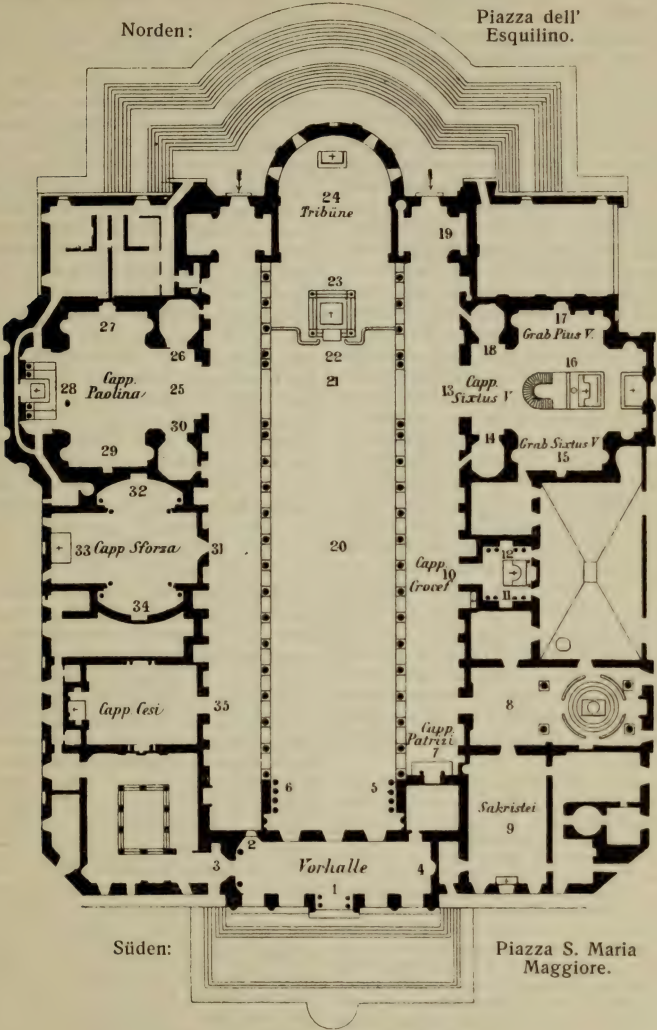 Norden:
Piazza dell'
Esquilino.
24
Tribüne
19
23
27
17
Grab Pius V.
26
22
18
16
28
Capp.
Paolina
25
21
13
Capp.
Sixtus V
30
29
14
Grab Sixtus V
15
32
33
Capp Sforza
31
20
Capp.
10
Crocef
12
11
34
Capp Cesi
35
8
Capp.
Patrizi
7
6
5
Sakristei
9
2
3
Vorhalle
4
1
Süden:
Piazza S. Maria
Maggiore.